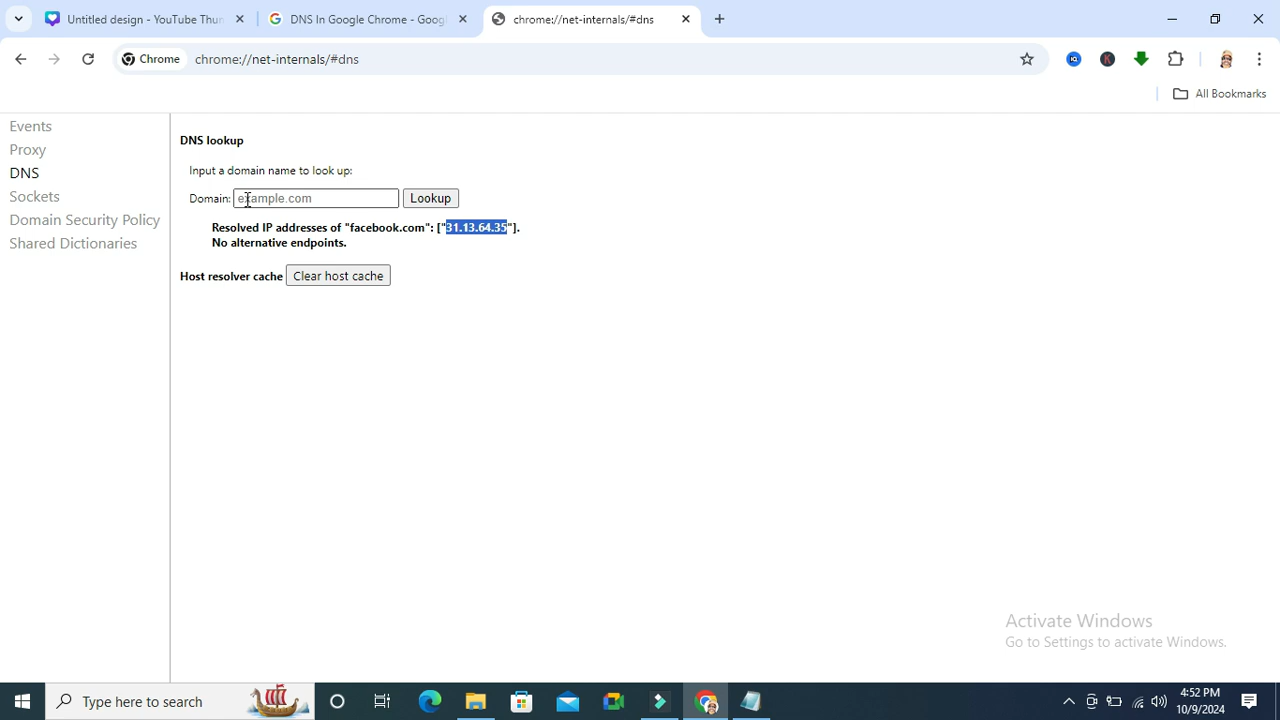 Untitled design - YouTube Thun
DNS In Google Chrome - Goog
chrome://net-internals/#dns
Chrome
chrome://net-internals/#dns
All Bookmarks
Events
Proxy
DNS
Sockets
Domain Security Policy
Shared Dictionaries
DNS lookup
Input a domain name to look up:
Domain: example.com Lookup
Resolved IP addresses of "facebook.com": ["31.13.64.35"].
No alternative endpoints.
Host resolver cache Clear host cache
Activate Windows
Go to Settings to activate Windows.
Type here to search
4:52 PM
10/9/2024